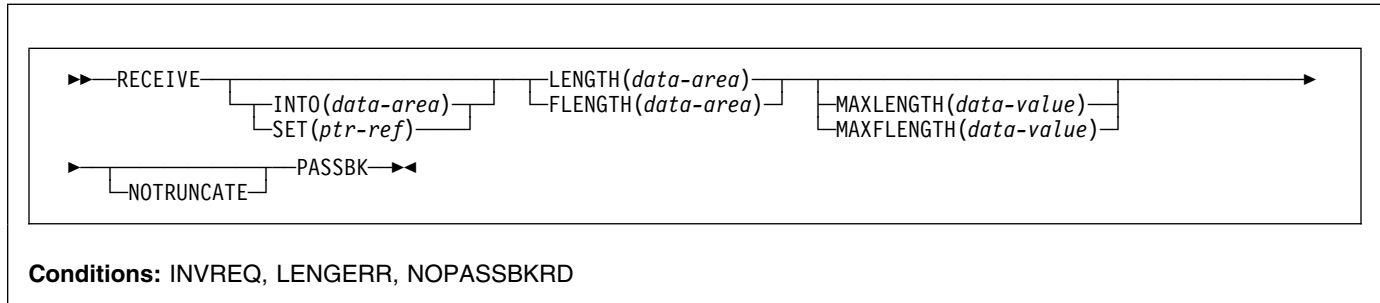 RECEIVE LENGTH(data-area)
INTO(data-area) FLENGTH(data-area) MAXLENGTH(data-value)
SET(ptr-ref) MAXFLENGTH(data-value)
PASSBK
NOTRUNCATE
Conditions: INVREQ, LENGERR, NOPASSBKRD